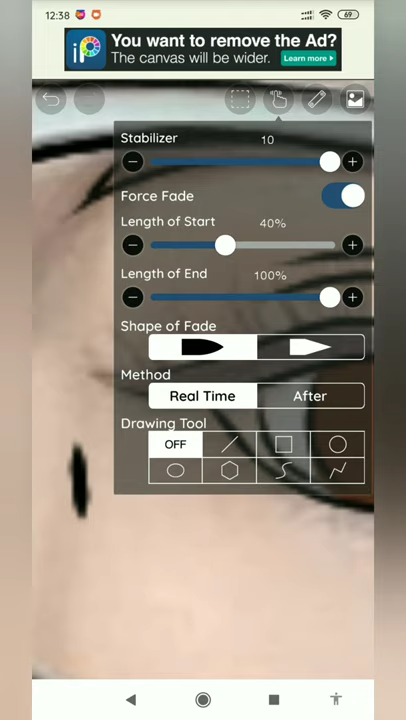 12:38
69
iP
You want to remove the Ad?
The canvas will be wider.
Learn more
Stabilizer 10
Force Fade
Length of Start 40%
Length of End 100%
Shape of Fade
Method
Real Time After
Drawing Tool
OFF